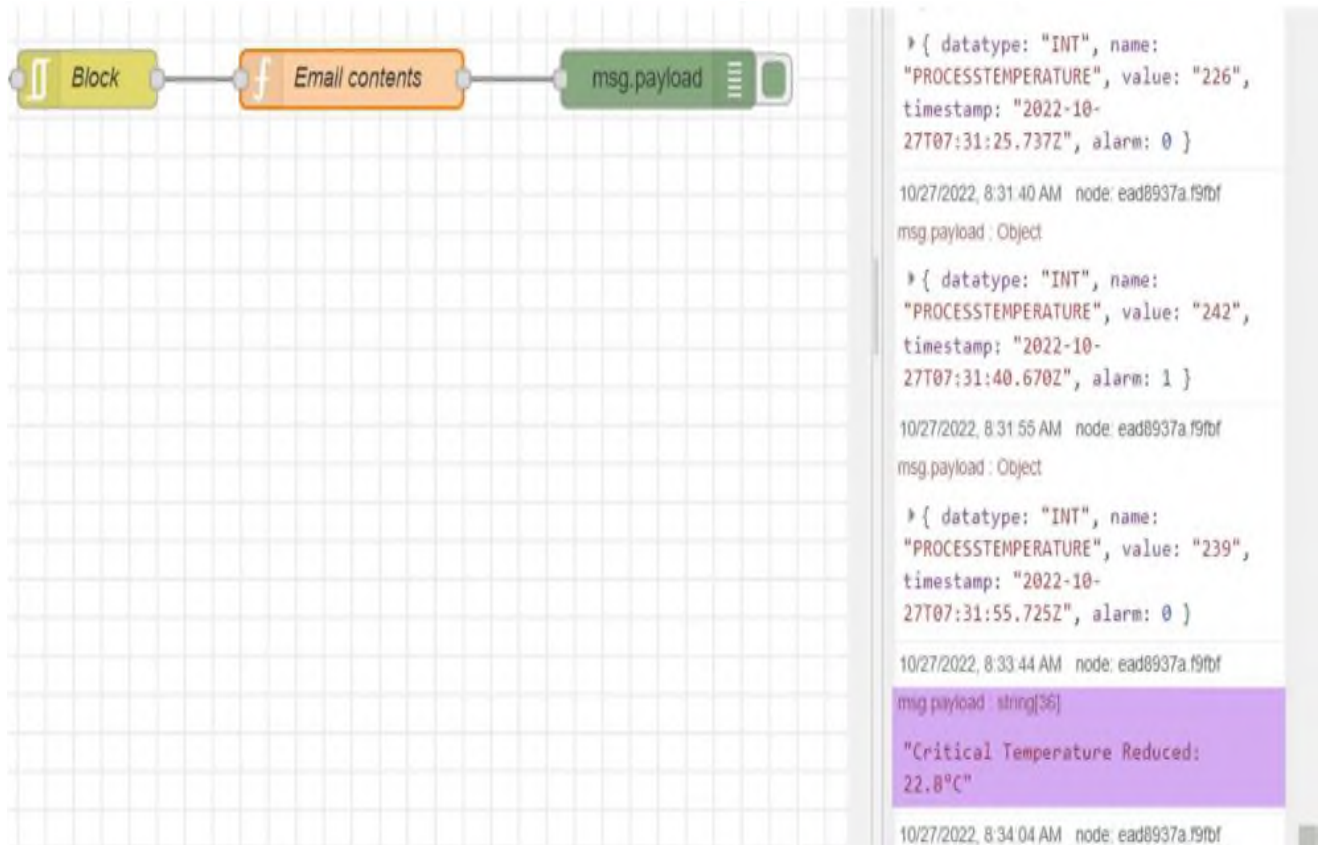 Block
Email contents
msg.payload
{ datatype: "INT", name:
"PROCESSTEMPERATURE", value: "226",
timestamp: "2022-10-
27T07:31:25.737Z", alarm: 0 }
10/27/2022, 8:31:40 AM node: ead8937a.f9fbf
msg.payload : Object
{ datatype: "INT", name:
"PROCESSTEMPERATURE", value: "242",
timestamp: "2022-10-
27T07:31:40.670Z", alarm: 1 }
10/27/2022, 8:31:55 AM node: ead8937a.f9fbf
msg.payload : Object
{ datatype: "INT", name:
"PROCESSTEMPERATURE", value: "239",
timestamp: "2022-10-
27T07:31:55.725Z", alarm: 0 }
10/27/2022, 8:33:44 AM node: ead8937a.f9fbf
msg.payload : string[36]
"Critical Temperature Reduced:
22.8°C"
10/27/2022, 8:34:04 AM node: ead8937a.f9fbf